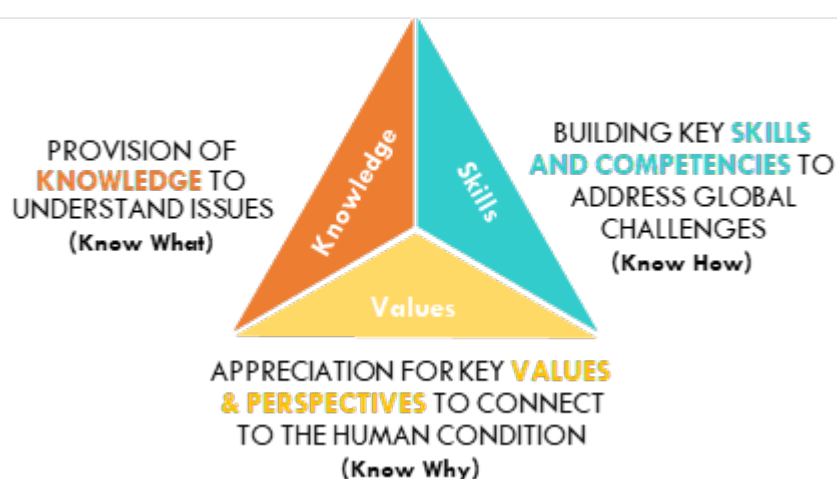 PROVISION OF
KNOWLEDGE TO
UNDERSTAND ISSUES
(Know What)
Knowledge
Skills
Values
BUILDING KEY SKILLS
AND COMPETENCIES TO
ADDRESS GLOBAL
CHALLENGES
(Know How)
APPRECIATION FOR KEY VALUES
& PERSPECTIVES TO CONNECT
TO THE HUMAN CONDITION
(Know Why)